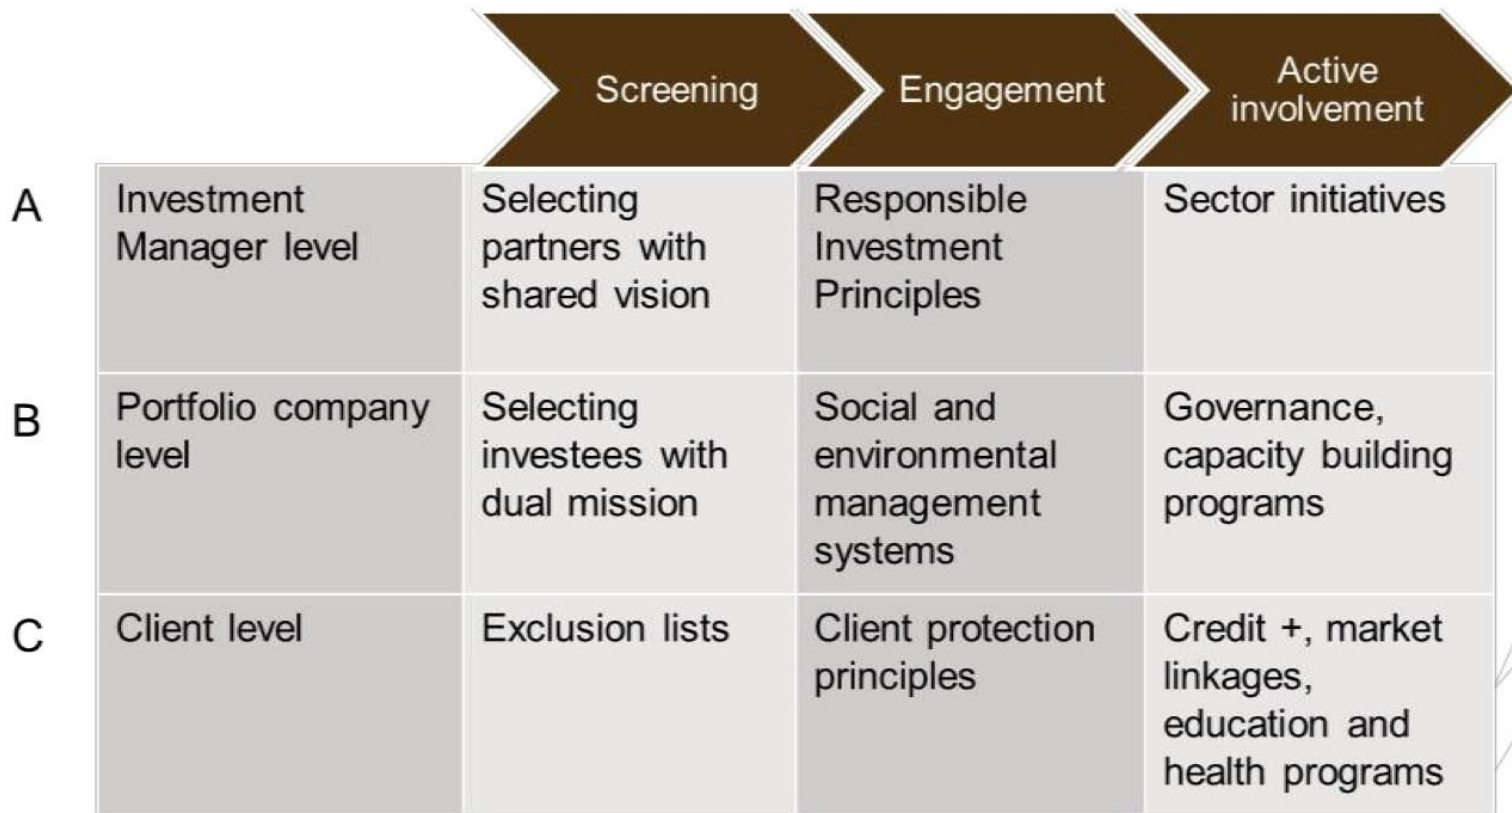 Screening
Engagement
Active
involvement
A
Investment
Manager level
Selecting
partners with
shared vision
Responsible
Investment
Principles
Sector initiatives
B
Portfolio company
level
Selecting
investees with
dual mission
Social and
environmental
management
systems
Governance,
capacity building
programs
C
Client level
Exclusion lists
Client protection
principles
Credit +, market
linkages,
education and
health programs